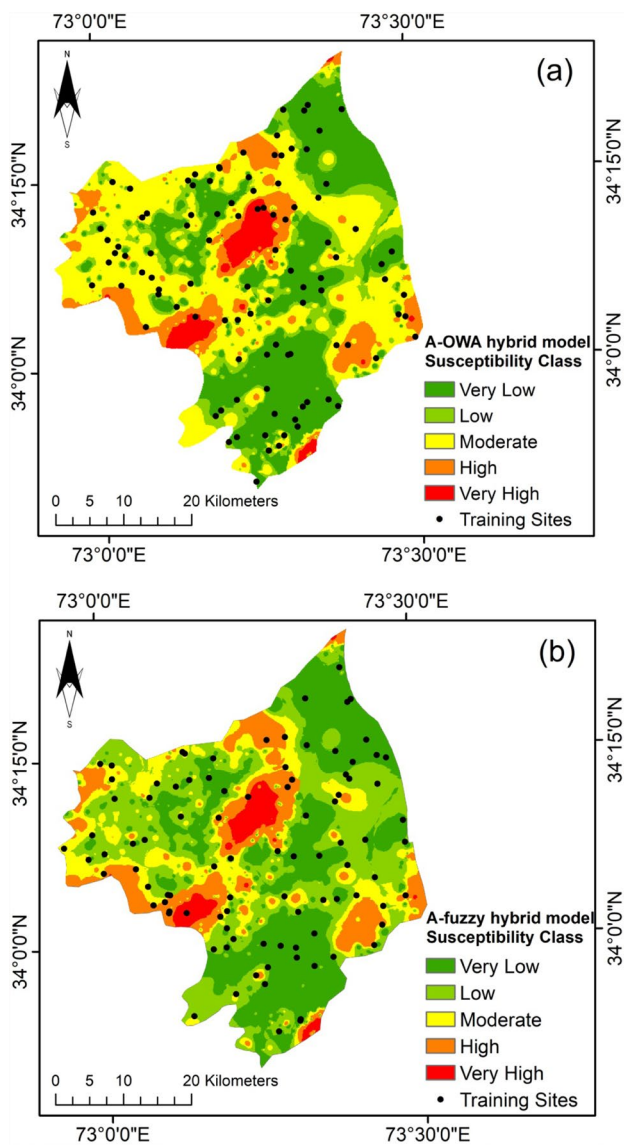 73°0'0"E 73°30'0"E
N
S
(a)
34°15'0"N 34°15'0"N
34°0'0"N 34°0'0"N
A-OWA hybrid model
Susceptibility Class
Very Low
Low
Moderate
High
Very High
Training Sites
0 5 10 20 Kilometers
73°0'0"E 73°30'0"E
73°0'0"E 73°30'0"E
N
S
(b)
34°15'0"N 34°15'0"N
34°0'0"N 34°0'0"N
A-fuzzy hybrid model
Susceptibility Class
Very Low
Low
Moderate
High
Very High
Training Sites
0 5 10 20 Kilometers
73°0'0"E 73°30'0"E